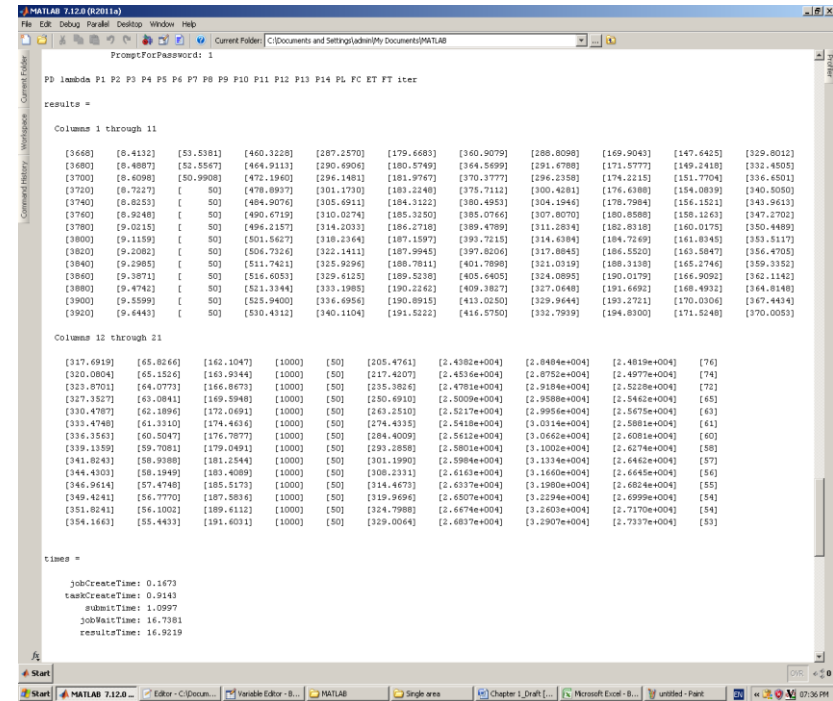 MATLAB 7.12.0 (R2011a)
File Edit Debug Parallel Desktop Window Help
Current Folder: C:\Documents and Settings\admin\My Documents\MATLAB
PromptForPassword: 1
PD lambda P1 P2 P3 P4 P5 P6 P7 P8 P9 P10 P11 P12 P13 P14 PL FC ET FT iter
results =
Columns 1 through 11
[3668] [8.4132] [53.5381] [460.3228] [287.2570] [179.6683] [360.9079] [288.8098] [169.9043] [147.6425] [329.8012]
[3680] [8.4887] [52.5567] [464.9113] [290.6906] [180.5749] [364.5699] [291.6788] [171.5777] [149.2418] [332.4505]
[3700] [8.6098] [50.9908] [472.1960] [296.1481] [181.9767] [370.3777] [296.2358] [174.2215] [151.7704] [336.6501]
[3720] [8.7227] [ 50] [478.8937] [301.1730] [183.2248] [375.7112] [300.4281] [176.6388] [154.0839] [340.5050]
[3740] [8.8253] [ 50] [484.9076] [305.6911] [184.3122] [380.4953] [304.1946] [178.7984] [156.1521] [343.9613]
[3760] [8.9248] [ 50] [490.6719] [310.0274] [185.3250] [385.0766] [307.8070] [180.8588] [158.1263] [347.2702]
[3780] [9.0215] [ 50] [496.2157] [314.2033] [186.2718] [389.4789] [311.2834] [182.8318] [160.0175] [350.4489]
[3800] [9.1159] [ 50] [501.5627] [318.2364] [187.1597] [393.7215] [314.6384] [184.7269] [161.8345] [353.5117]
[3820] [9.2082] [ 50] [506.7326] [322.1411] [187.9945] [397.8206] [317.8845] [186.5520] [163.5847] [356.4705]
[3840] [9.2985] [ 50] [511.7421] [325.9296] [188.7811] [401.7898] [321.0319] [188.3138] [165.2746] [359.3352]
[3860] [9.3871] [ 50] [516.6053] [329.6125] [189.5238] [405.6405] [324.0895] [190.0179] [166.9092] [362.1142]
[3880] [9.4742] [ 50] [521.3344] [333.1985] [190.2262] [409.3827] [327.0648] [191.6692] [168.4932] [364.8148]
[3900] [9.5599] [ 50] [525.9400] [336.6956] [190.8915] [413.0250] [329.9644] [193.2721] [170.0306] [367.4434]
[3920] [9.6443] [ 50] [530.4312] [340.1104] [191.5222] [416.5750] [332.7939] [194.8300] [171.5248] [370.0053]
Columns 12 through 21
[317.6919] [65.8266] [162.1047] [1000] [50] [205.4761] [2.4382e+004] [2.8484e+004] [2.4819e+004] [76]
[320.0804] [65.1526] [163.9344] [1000] [50] [217.4207] [2.4536e+004] [2.8752e+004] [2.4977e+004] [74]
[323.8701] [64.0773] [166.8673] [1000] [50] [235.3826] [2.4781e+004] [2.9184e+004] [2.5228e+004] [72]
[327.3527] [63.0841] [169.5948] [1000] [50] [250.6910] [2.5009e+004] [2.9588e+004] [2.5462e+004] [65]
[330.4787] [62.1896] [172.0691] [1000] [50] [263.2510] [2.5217e+004] [2.9956e+004] [2.5675e+004] [63]
[333.4748] [61.3310] [174.4636] [1000] [50] [274.4335] [2.5418e+004] [3.0314e+004] [2.5881e+004] [61]
[336.3563] [60.5047] [176.7877] [1000] [50] [284.4009] [2.5612e+004] [3.0662e+004] [2.6081e+004] [60]
[339.1359] [59.7081] [179.0491] [1000] [50] [293.2858] [2.5801e+004] [3.1002e+004] [2.6274e+004] [58]
[341.8243] [58.9388] [181.2544] [1000] [50] [301.1990] [2.5984e+004] [3.1334e+004] [2.6462e+004] [57]
[344.4303] [58.1949] [183.4089] [1000] [50] [308.2331] [2.6163e+004] [3.1660e+004] [2.6645e+004] [56]
[346.9614] [57.4748] [185.5173] [1000] [50] [314.4673] [2.6337e+004] [3.1980e+004] [2.6824e+004] [55]
[349.4241] [56.7770] [187.5836] [1000] [50] [319.9696] [2.6507e+004] [3.2294e+004] [2.6999e+004] [54]
[351.8241] [56.1002] [189.6112] [1000] [50] [324.7988] [2.6674e+004] [3.2603e+004] [2.7170e+004] [54]
[354.1663] [55.4433] [191.6031] [1000] [50] [329.0064] [2.6837e+004] [3.2907e+004] [2.7337e+004] [53]
times =
jobCreateTime: 0.1673
taskCreateTime: 0.9143
submitTime: 1.0997
jobWaitTime: 16.7381
resultsTime: 16.9219
Current Folder
Workspace
Command History
Profiler
fx
Start
OVR
Start MATLAB 7.12.0 ... Editor - C:\Docum... Variable Editor - B... MATLAB Single area Chapter 1_Draft [... Microsoft Excel - B... untitled - Paint EN 07:36 PM